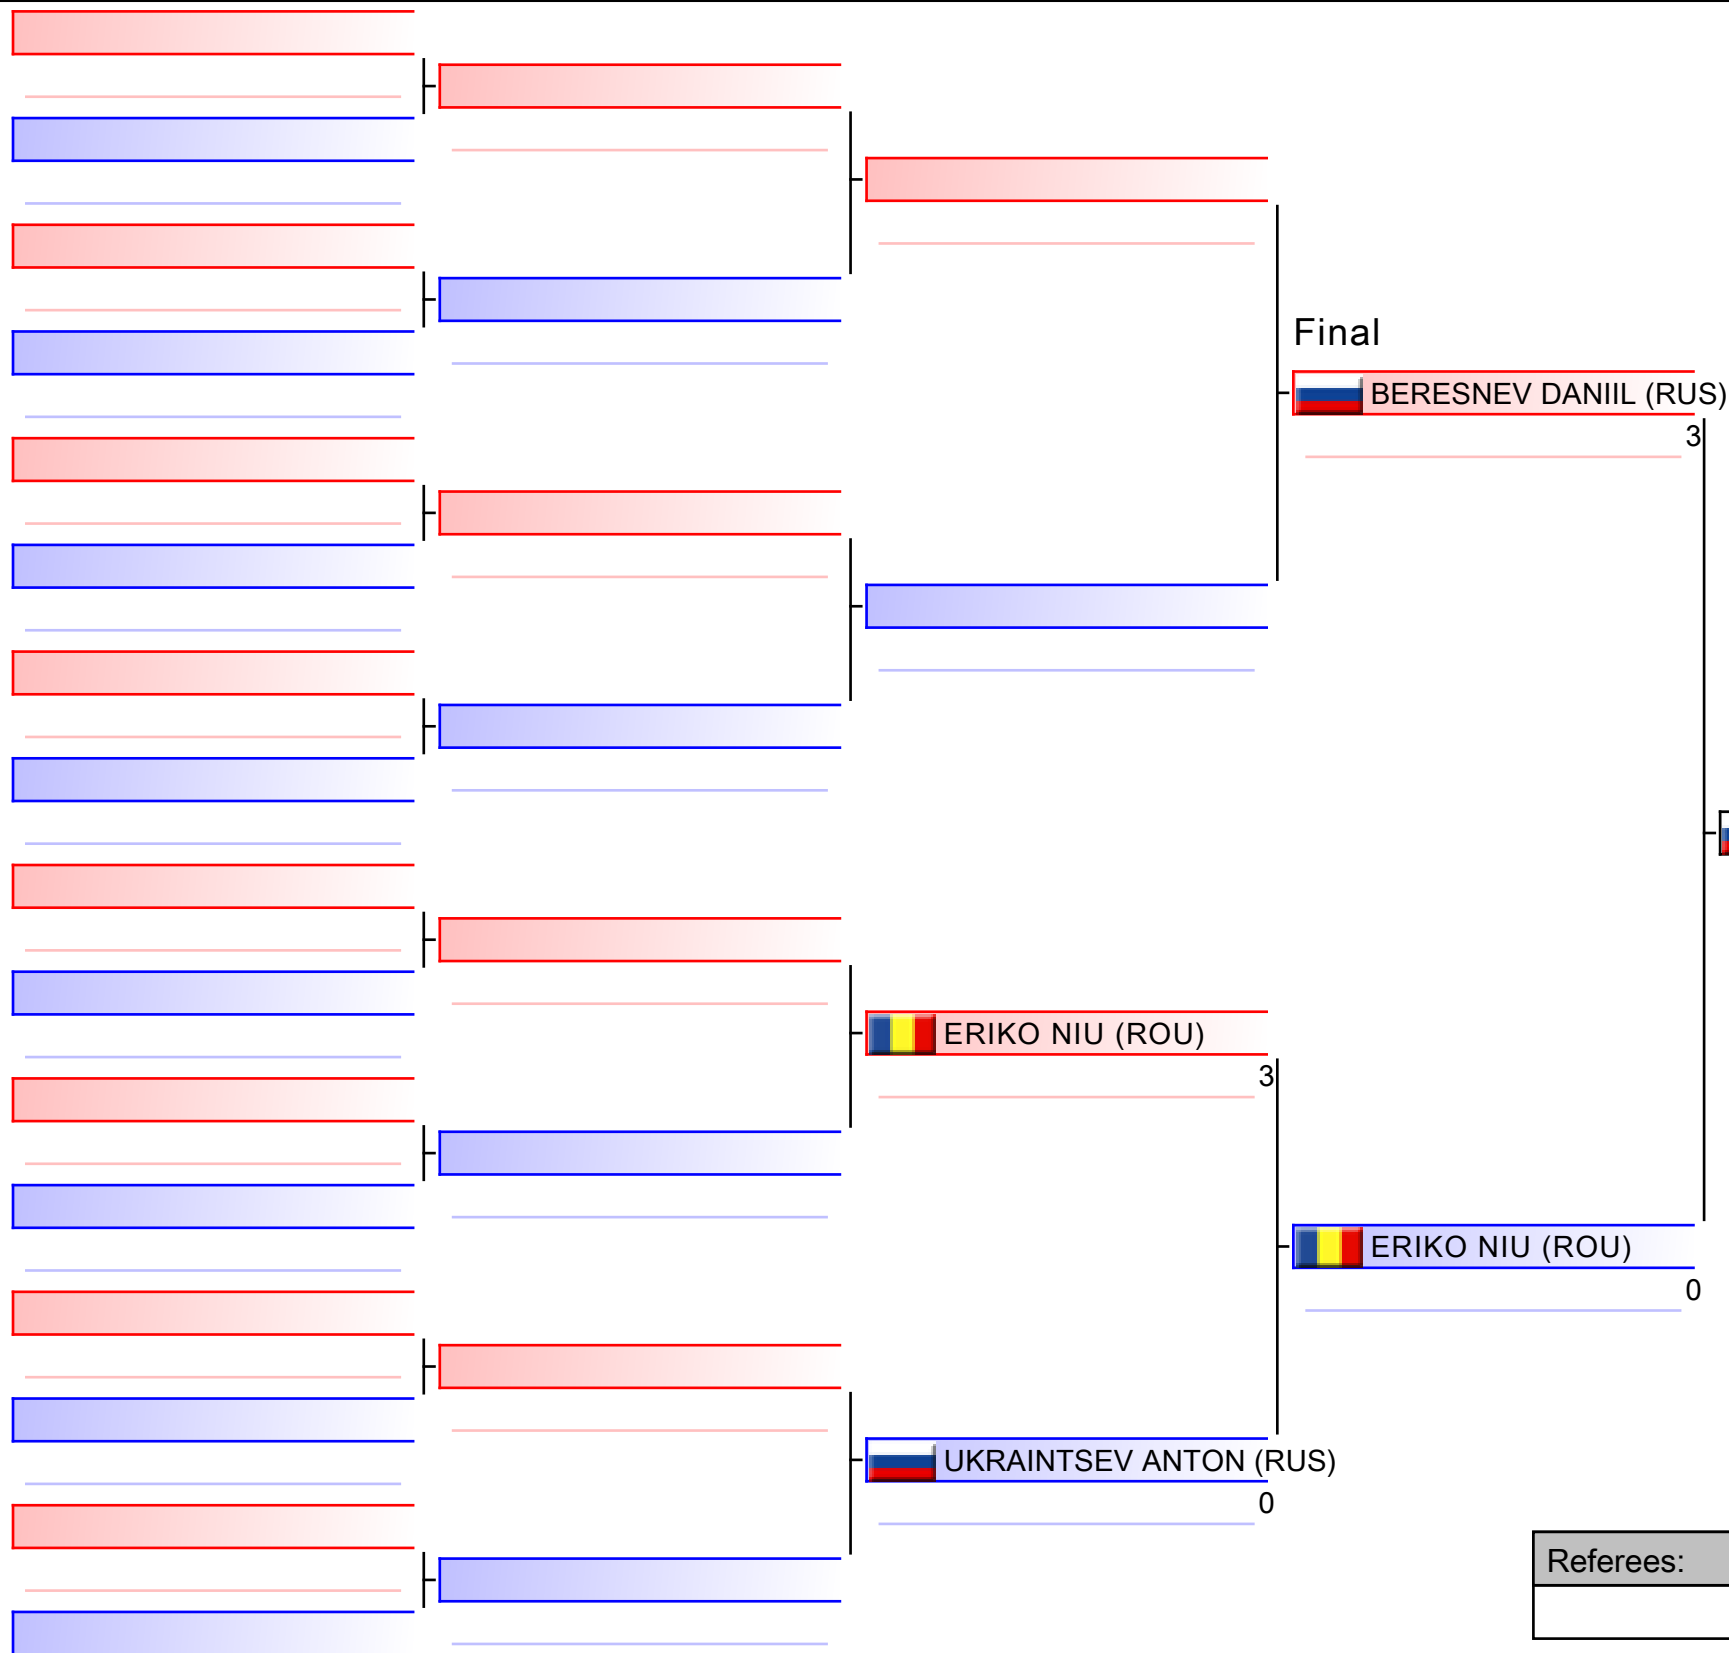 Final
BERESNEV DANIIL (RUS)
3
ERIKO NIU (ROU)
3
ERIKO NIU (ROU)
0
UKRAINTSEV ANTON (RUS)
0
Referees: